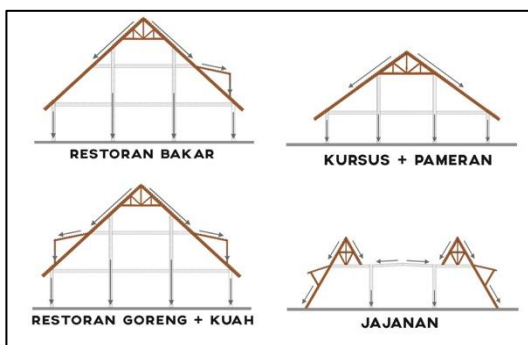 RESTORAN BAKAR
KURSUS + PAMERAN
RESTORAN GORENG + KUAH
JAJANAN